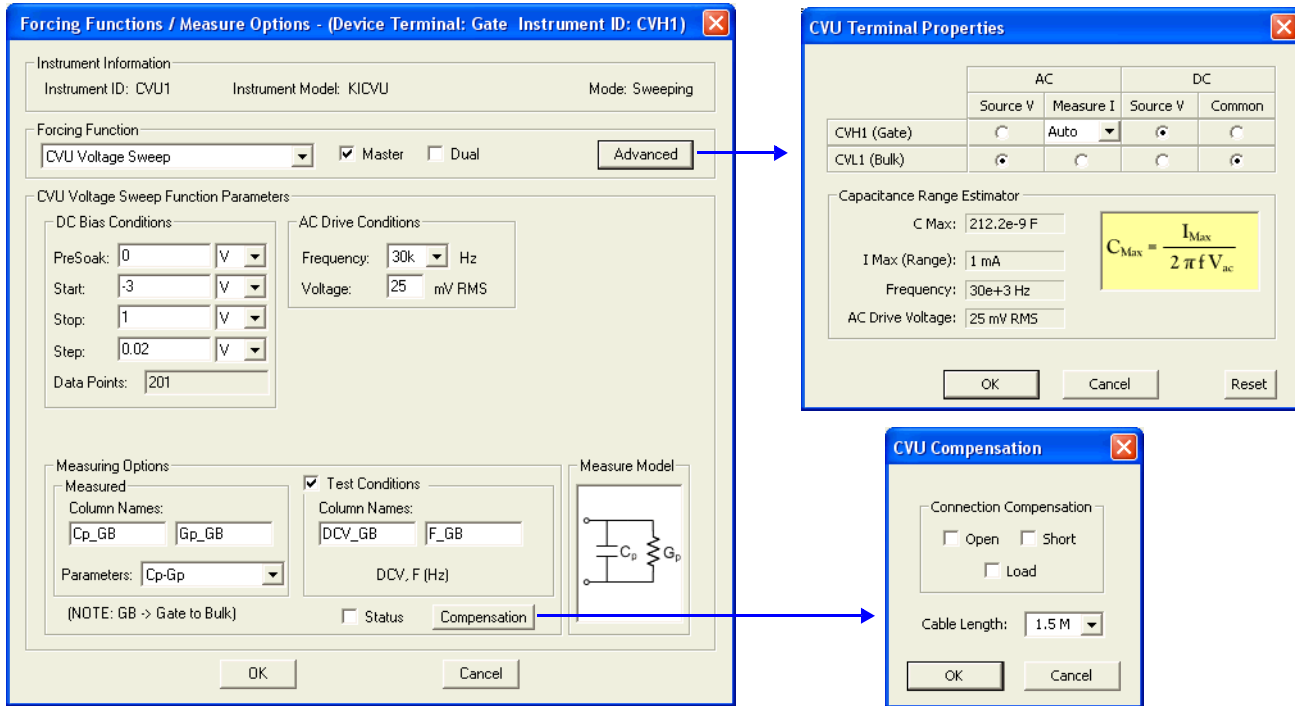 Forcing Functions / Measure Options - (Device Terminal: Gate Instrument ID: CVH1)
Instrument Information
Instrument ID: CVU1 Instrument Model: KICVU Mode: Sweeping
Forcing Function
CVU Voltage Sweep Master Dual Advanced
CVU Voltage Sweep Function Parameters
DC Bias Conditions
PreSoak: 0 V
Start: -3 V
Stop: 1 V
Step: 0.02 V
Data Points: 201
AC Drive Conditions
Frequency: 30k Hz
Voltage: 25 mV RMS
Measuring Options
Measured
Column Names:
Cp_GB Gp_GB
Parameters: Cp-Gp
(NOTE: GB -> Gate to Bulk)
Test Conditions
Column Names:
DCV_GB F_GB
DCV, F (Hz)
Status Compensation
Measure Model
Cp Gp
OK Cancel
CVU Terminal Properties
AC DC
Source V Measure I Source V Common
CVH1 (Gate) Auto
CVL1 (Bulk)
Capacitance Range Estimator
C Max: 212.2e-9 F
I Max (Range): 1 mA
Frequency: 30e+3 Hz
AC Drive Voltage: 25 mV RMS
C_Max = I_Max / 2 π f V_ac
OK Cancel Reset
CVU Compensation
Connection Compensation
Open Short
Load
Cable Length: 1.5 M
OK Cancel